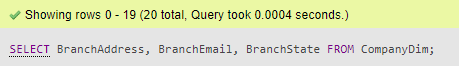 Showing rows 0 - 19 (20 total, Query took 0.0004 seconds.)
SELECT BranchAddress, BranchEmail, BranchState FROM CompanyDim;